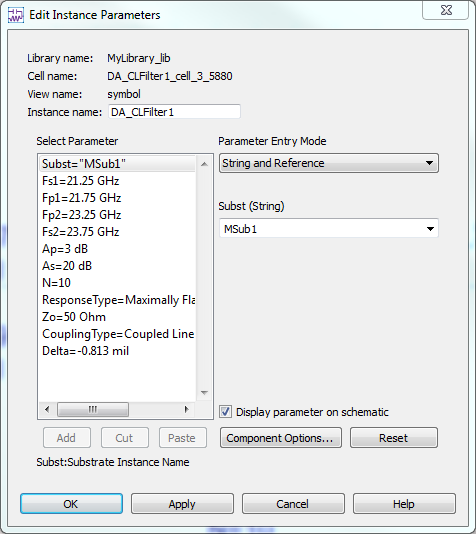 Edit Instance Parameters
Library name: MyLibrary_lib
Cell name: DA_CLFilter1_cell_3_5880
View name: symbol
Instance name: DA_CLFilter1
Select Parameter
Parameter Entry Mode
Subst="MSub1"
String and Reference
Fs1=21.25 GHz
Fp1=21.75 GHz
Subst (String)
Fp2=23.25 GHz
MSub1
Fs2=23.75 GHz
Ap=3 dB
As=20 dB
N=10
ResponseType=Maximally Fla
Zo=50 Ohm
CouplingType=Coupled Line
Delta=-0.813 mil
Display parameter on schematic
Add Cut Paste Component Options... Reset
Subst:Substrate Instance Name
OK Apply Cancel Help